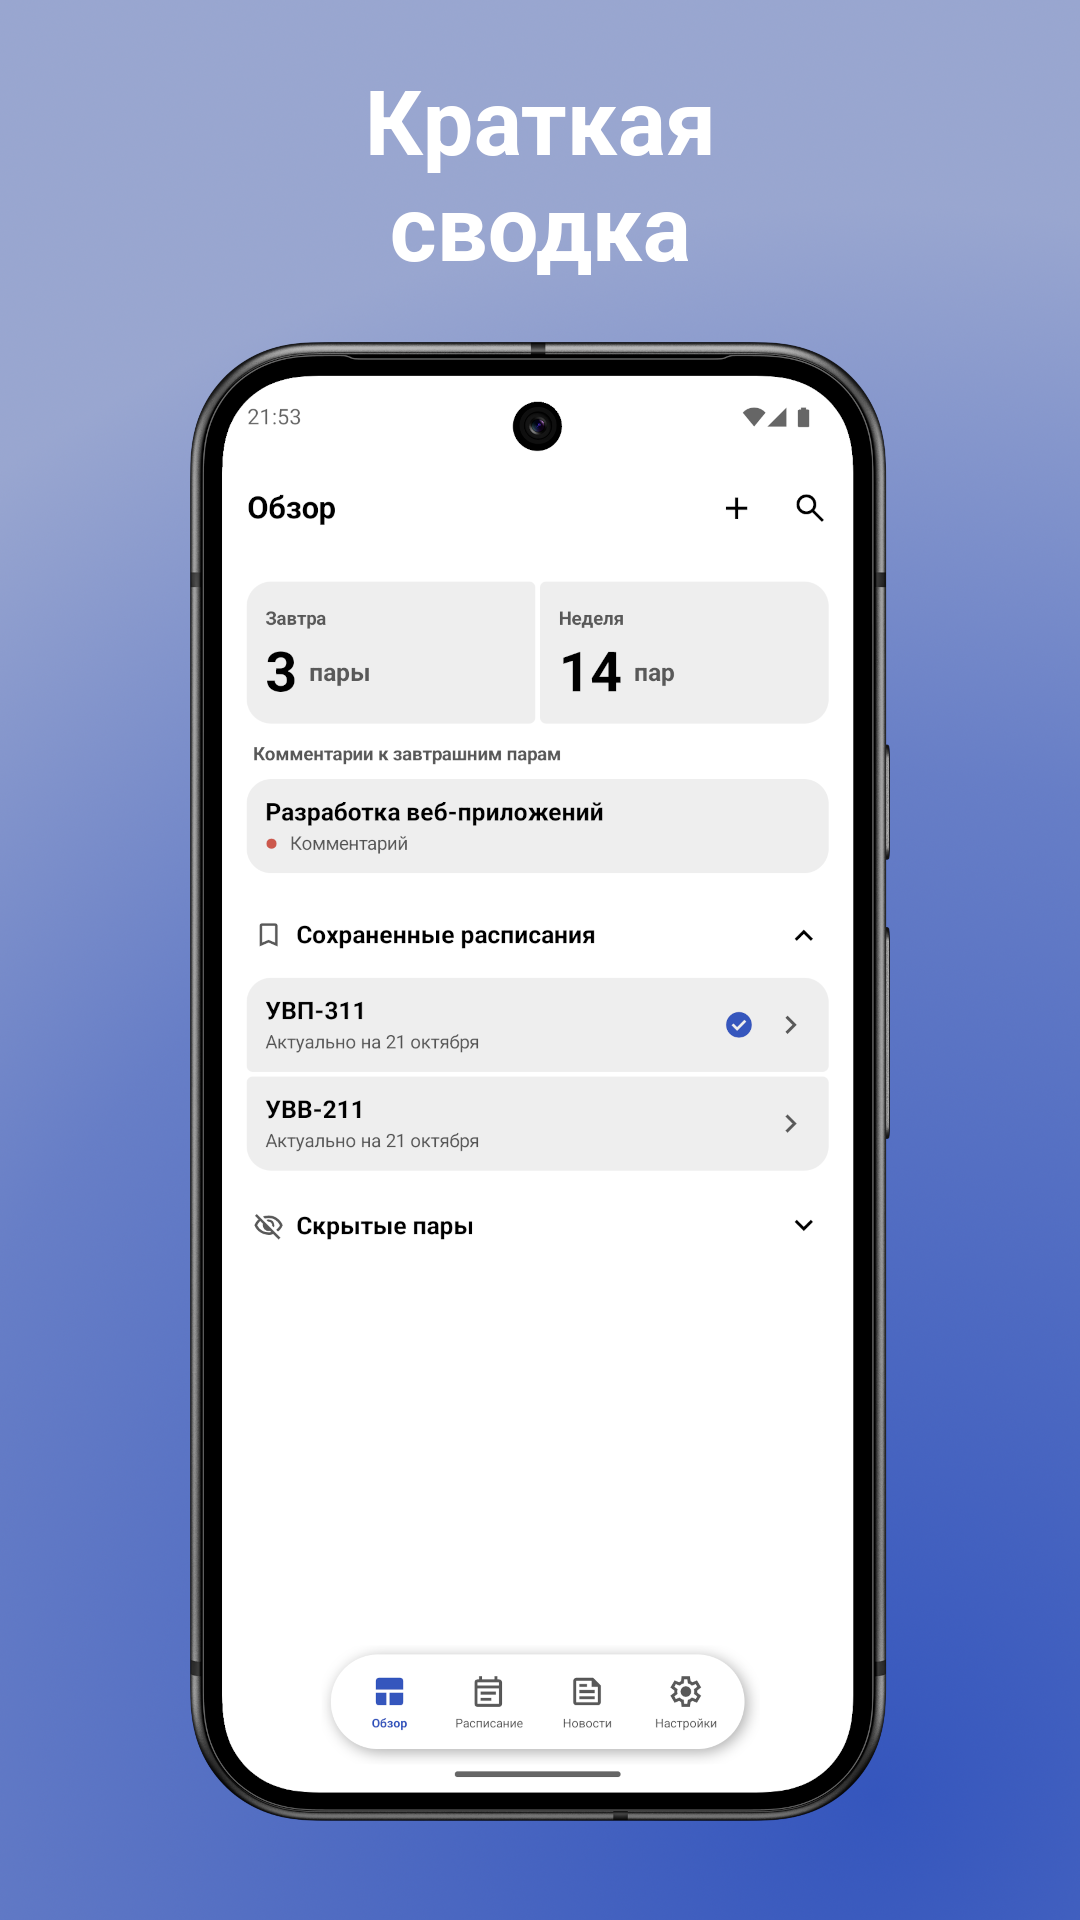 Краткая
сводка
21:53
Обзор
Завтра
3 пары
Неделя
14 пар
Комментарии к завтрашним парам
Разработка веб-приложений
Комментарий
Сохраненные расписания
УВП-311
Актуально на 21 октября
УВВ-211
Актуально на 21 октября
Скрытые пары
Обзор
Расписание
Новости
Настройки